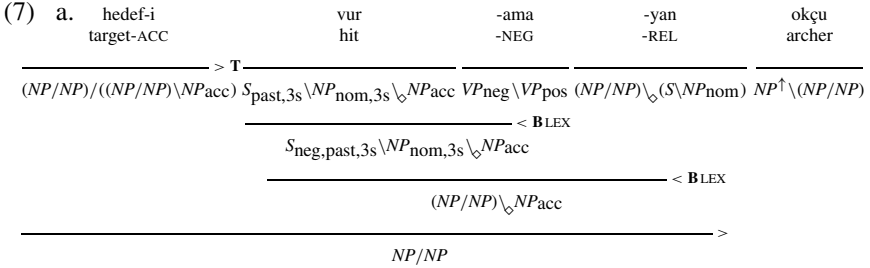 (7) a. hedef-i vur -ama -yan okçu
target-ACC hit -NEG -REL archer
> T
(NP/NP)/((NP/NP)\NPacc) Spast,3s\NPnom,3s\⋄NPacc VPneg\VPpos (NP/NP)\⋄(S\NPnom) NP↑\(NP/NP)
< B LEX
Sneg,past,3s\NPnom,3s\⋄NPacc
< B LEX
(NP/NP)\⋄NPacc
>
NP/NP